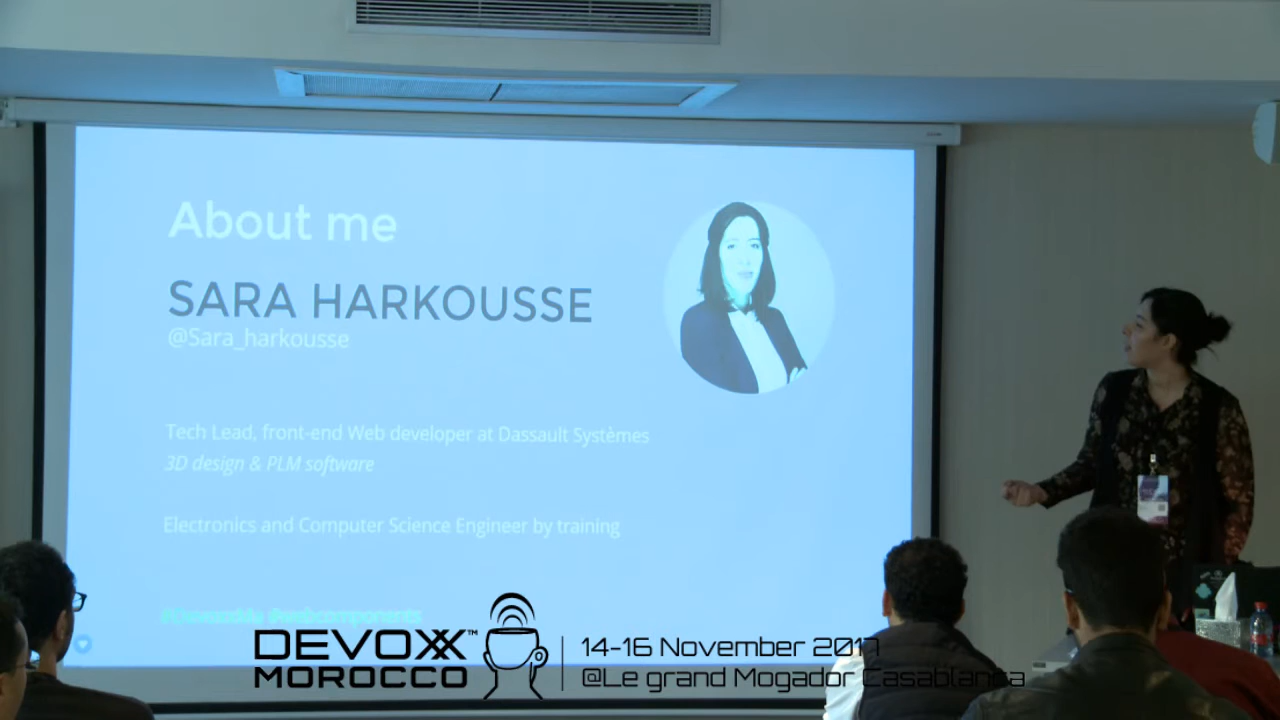 About me
SARA HARKOUSSE
@Sara_harkousse
Tech Lead, front-end Web developer at Dassault Systèmes
3D design & PLM software
Electronics and Computer Science Engineer by training
DEVOXX™
MOROCCO
14-16 November 2017
@Le grand Mogador Casablanca